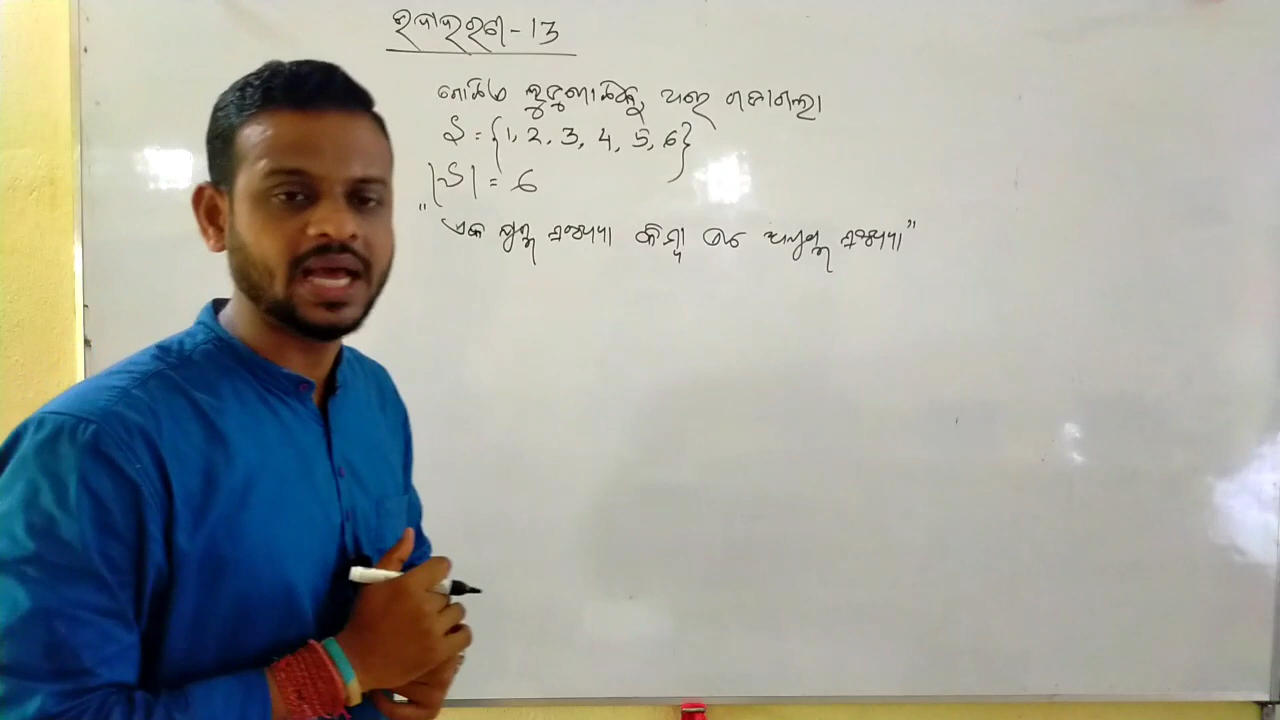 ଉଦାହରଣ-13
ଗୋଟିଏ ଲୁଡୁଗୋଟିକୁ ଥରେ ଗଡାଗଲା
S = {1, 2, 3, 4, 5, 6}
|S| = 6
"ଏକ ଯୁଗ୍ମ ସଂଖ୍ୟା କିମ୍ବା ଏକ ଅଯୁଗ୍ମ ସଂଖ୍ୟା"